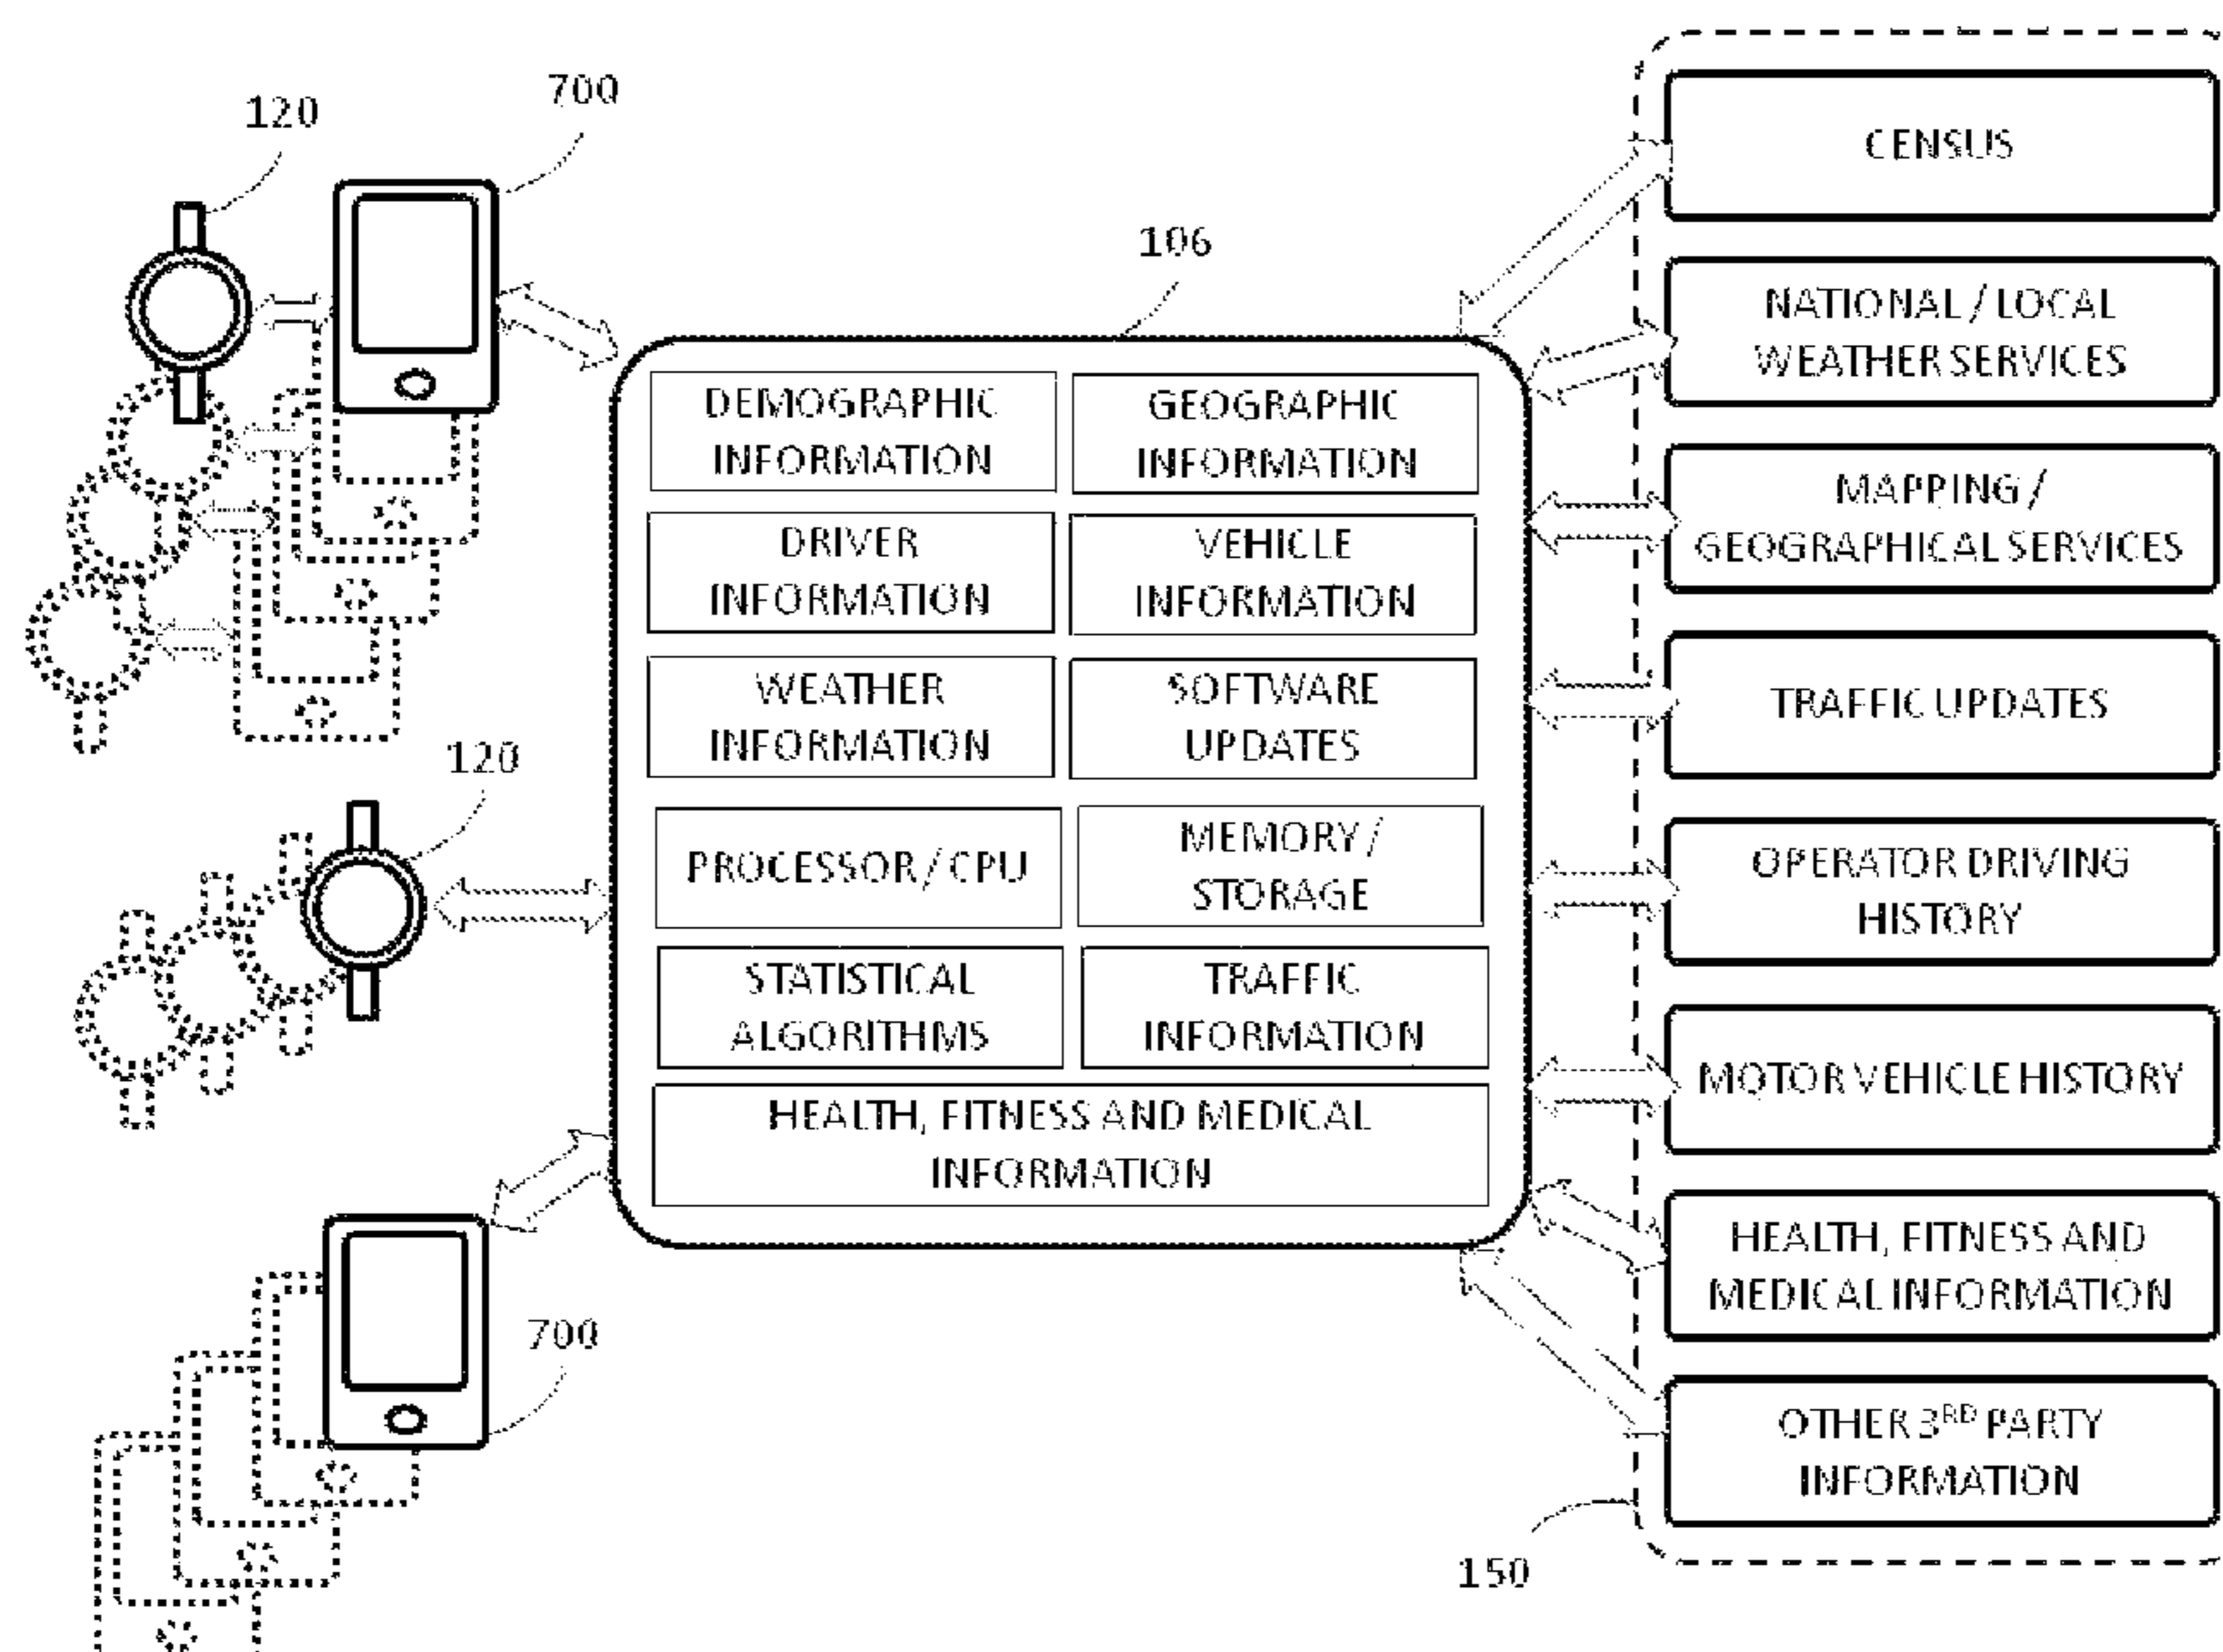 120
700
106
DEMOGRAPHIC
INFORMATION
GEOGRAPHIC
INFORMATION
DRIVER
INFORMATION
VEHICLE
INFORMATION
WEATHER
INFORMATION
SOFTWARE
UPDATES
PROCESSOR / CPU
MEMORY /
STORAGE
STATISTICAL
ALGORITHMS
TRAFFIC
INFORMATION
HEALTH, FITNESS AND MEDICAL
INFORMATION
120
700
CENSUS
NATIONAL / LOCAL
WEATHER SERVICES
MAPPING /
GEOGRAPHICAL SERVICES
TRAFFIC UPDATES
OPERATOR DRIVING
HISTORY
MOTOR VEHICLE HISTORY
HEALTH, FITNESS AND
MEDICAL INFORMATION
OTHER 3RD PARTY
INFORMATION
150